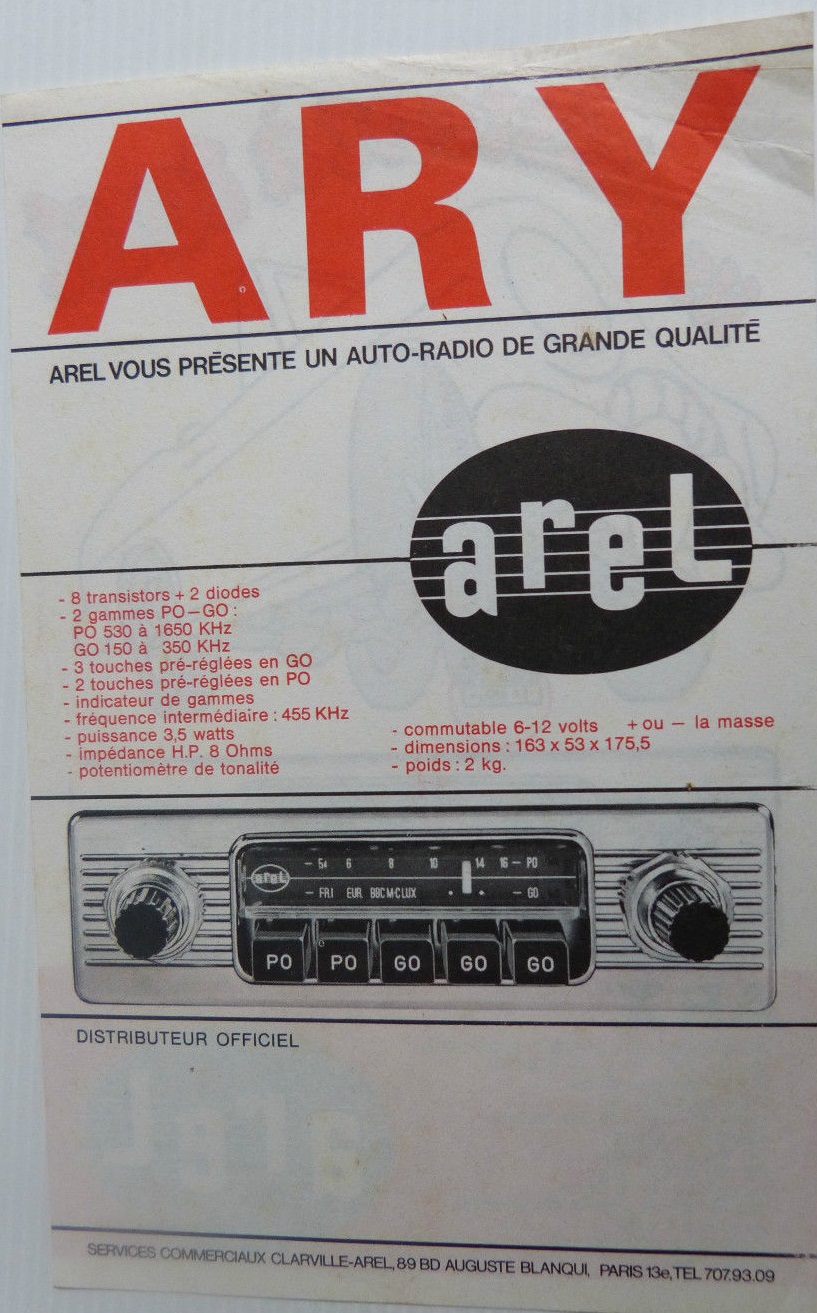 ARY
AREL VOUS PRÉSENTE UN AUTO-RADIO DE GRANDE QUALITÉ
arel
- 8 transistors + 2 diodes
- 2 gammes PO – GO :
PO 530 à 1650 KHz
GO 150 à 350 KHz
- 3 touches pré-réglées en GO
- 2 touches pré-réglées en PO
- indicateur de gammes
- fréquence intermédiaire : 455 KHz
- puissance 3,5 watts
- impédance H.P. 8 Ohms
- potentiomètre de tonalité
- commutable 6-12 volts + ou — la masse
- dimensions : 163 x 53 x 175,5
- poids : 2 kg.
arel
— 54 6 8 10 14 16 — PO
— FR.I EUR. BBC M-C LUX • • — GO
PO PO GO GO GO
DISTRIBUTEUR OFFICIEL
SERVICES COMMERCIAUX CLARVILLE-AREL, 89 BD AUGUSTE BLANQUI, PARIS 13e, TEL 707.93.09